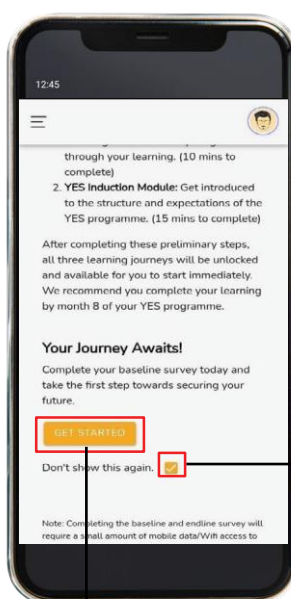 12:45
through your learning. (10 mins to
complete)
2. YES Induction Module: Get introduced
to the structure and expectations of the
YES programme. (15 mins to complete)
After completing these preliminary steps,
all three learning journeys will be unlocked
and available for you to start immediately.
We recommend you complete your learning
by month 8 of your YES programme.
Your Journey Awaits!
Complete your baseline survey today and
take the first step towards securing your
future.
GET STARTED
Don't show this again.
Note: Completing the baseline and endline survey will
require a small amount of mobile data/Wifi access to